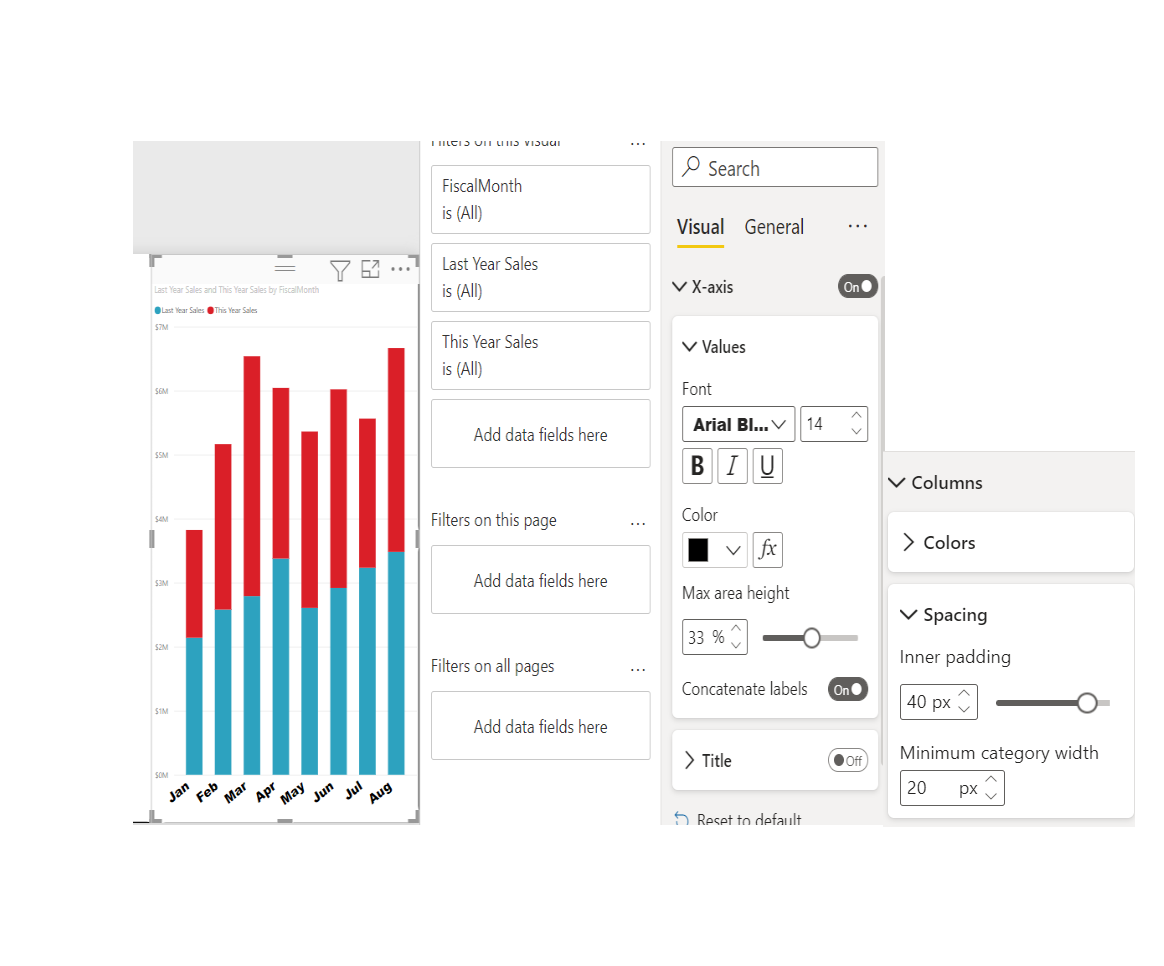 Last Year Sales and This Year Sales by FiscalMonth
Last Year Sales This Year Sales
$7M
$6M
$5M
$4M
$3M
$2M
$1M
$0M
Jan Feb Mar Apr May Jun Jul Aug
Filters on this visual ...
FiscalMonth
is (All)
Last Year Sales
is (All)
This Year Sales
is (All)
Add data fields here
Filters on this page ...
Add data fields here
Filters on all pages ...
Add data fields here
Search
Visual General ...
X-axis On
Values
Font
Arial Bl... 14
B I U
Color
fx
Max area height
33 %
Concatenate labels On
Title Off
Reset to default
Columns
Colors
Spacing
Inner padding
40 px
Minimum category width
20 px